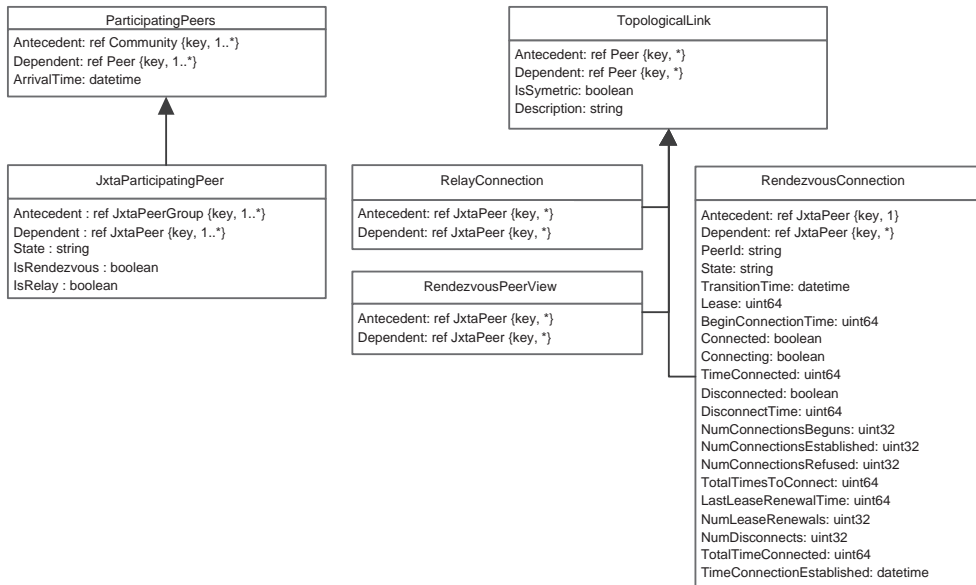 ParticipatingPeers
Antecedent: ref Community {key, 1..*}
Dependent: ref Peer {key, 1..*}
ArrivalTime: datetime
TopologicalLink
Antecedent: ref Peer {key, *}
Dependent: ref Peer {key, *}
IsSymetric: boolean
Description: string
JxtaParticipatingPeer
Antecedent : ref JxtaPeerGroup {key, 1..*}
Dependent : ref JxtaPeer {key, 1..*}
State : string
IsRendezvous : boolean
IsRelay : boolean
RelayConnection
Antecedent: ref JxtaPeer {key, *}
Dependent: ref JxtaPeer {key, *}
RendezvousPeerView
Antecedent: ref JxtaPeer {key, *}
Dependent: ref JxtaPeer {key, *}
RendezvousConnection
Antecedent: ref JxtaPeer {key, 1}
Dependent: ref JxtaPeer {key, *}
PeerId: string
State: string
TransitionTime: datetime
Lease: uint64
BeginConnectionTime: uint64
Connected: boolean
Connecting: boolean
TimeConnected: uint64
Disconnected: boolean
DisconnectTime: uint64
NumConnectionsBeguns: uint32
NumConnectionsEstablished: uint32
NumConnectionsRefused: uint32
TotalTimesToConnect: uint64
LastLeaseRenewalTime: uint64
NumLeaseRenewals: uint32
NumDisconnects: uint32
TotalTimeConnected: uint64
TimeConnectionEstablished: datetime